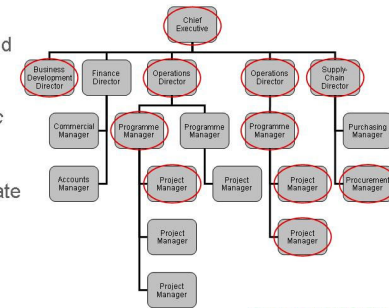 Chief
Executive
d
Business
Development
Director
Finance
Director
Operations
Director
Operations
Director
Supply-
Chain
Director
c
Commercial
Manager
Programme
Manager
Programme
Manager
Programme
Manager
Purchasing
Manager
ate
Accounts
Manager
Project
Manager
Project
Manager
Project
Manager
Procurement
Manager
Project
Manager
Project
Manager
Project
Manager